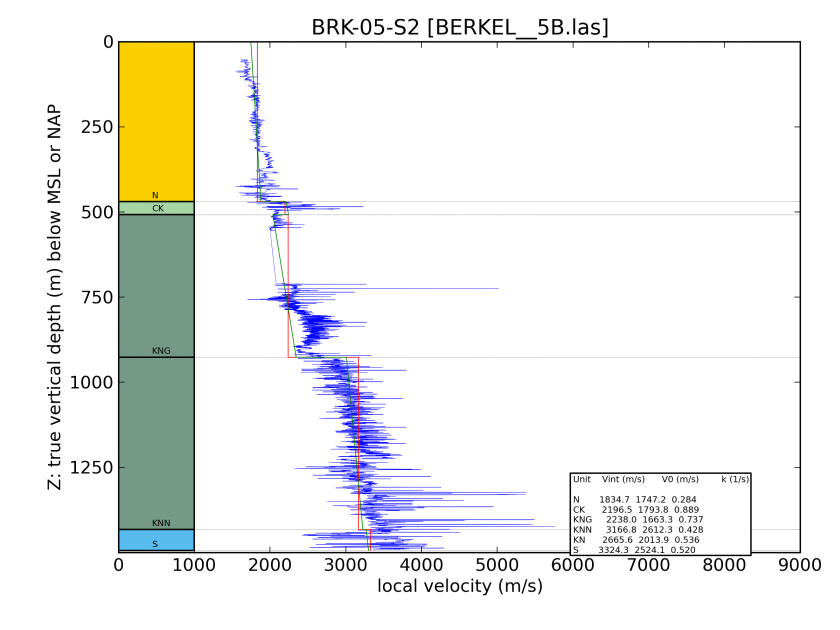 BRK-05-S2 [BERKEL__5B.las]
Z: true vertical depth (m) below MSL or NAP
0
250
500
750
1000
1250
N
CK
KNG
KNN
S
Unit Vint (m/s) V0 (m/s) k (1/s)
N 1834.7 1747.2 0.284
CK 2196.5 1793.8 0.889
KNG 2238.0 1663.3 0.737
KNN 3166.8 2612.3 0.428
KN 2665.6 2013.9 0.536
S 3324.3 2524.1 0.520
0 1000 2000 3000 4000 5000 6000 7000 8000 9000
local velocity (m/s)